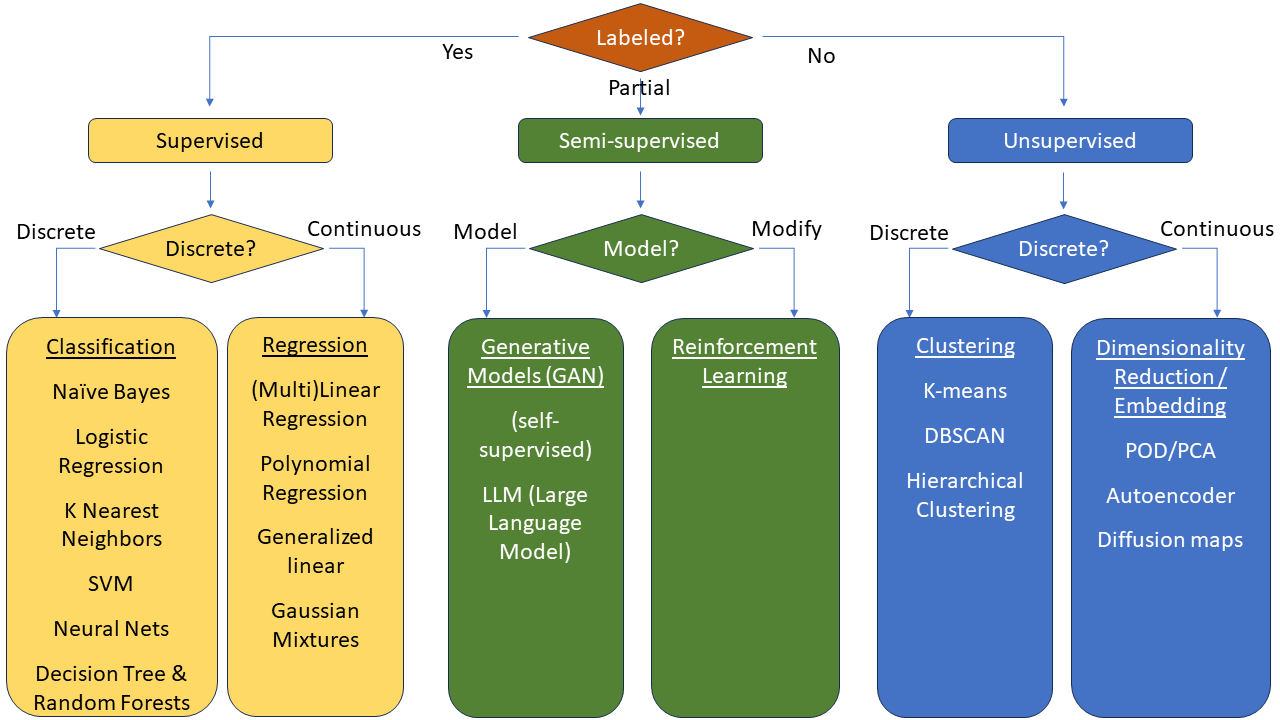 Labeled?
Yes
Partial
No
Supervised
Semi-supervised
Unsupervised
Discrete
Discrete?
Continuous
Model
Model?
Modify
Discrete
Discrete?
Continuous
Classification
Naïve Bayes
Logistic
Regression
K Nearest
Neighbors
SVM
Neural Nets
Decision Tree &
Random Forests
Regression
(Multi)Linear
Regression
Polynomial
Regression
Generalized
linear
Gaussian
Mixtures
Generative
Models (GAN)
(self-
supervised)
LLM (Large
Language
Model)
Reinforcement
Learning
Clustering
K-means
DBSCAN
Hierarchical
Clustering
Dimensionality
Reduction /
Embedding
POD/PCA
Autoencoder
Diffusion maps